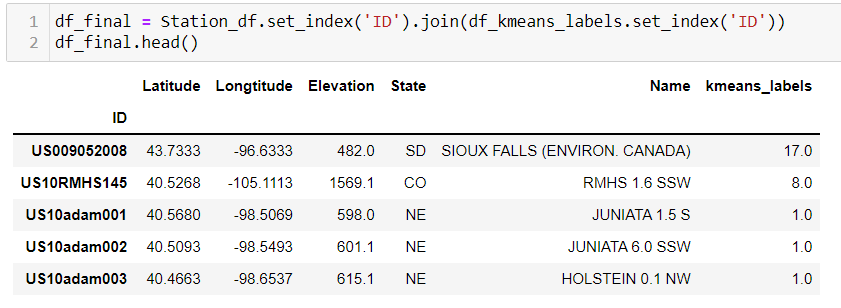 1 df_final = Station_df.set_index('ID').join(df_kmeans_labels.set_index('ID'))
2 df_final.head()
Latitude Longtitude Elevation State Name kmeans_labels
ID
US009052008 43.7333 -96.6333 482.0 SD SIOUX FALLS (ENVIRON. CANADA) 17.0
US10RMHS145 40.5268 -105.1113 1569.1 CO RMHS 1.6 SSW 8.0
US10adam001 40.5680 -98.5069 598.0 NE JUNIATA 1.5 S 1.0
US10adam002 40.5093 -98.5493 601.1 NE JUNIATA 6.0 SSW 1.0
US10adam003 40.4663 -98.6537 615.1 NE HOLSTEIN 0.1 NW 1.0